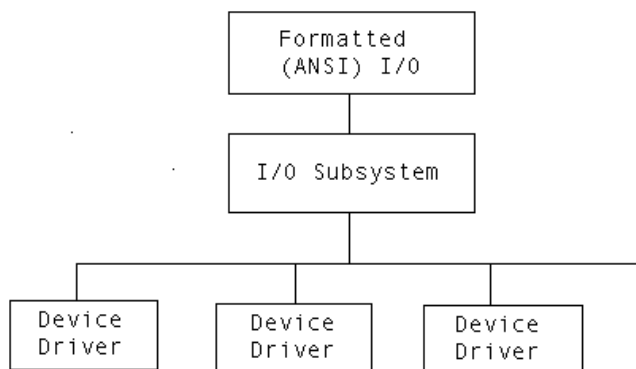 Formatted
(ANSI) I/O
I/O Subsystem
Device
Driver
Device
Driver
Device
Driver